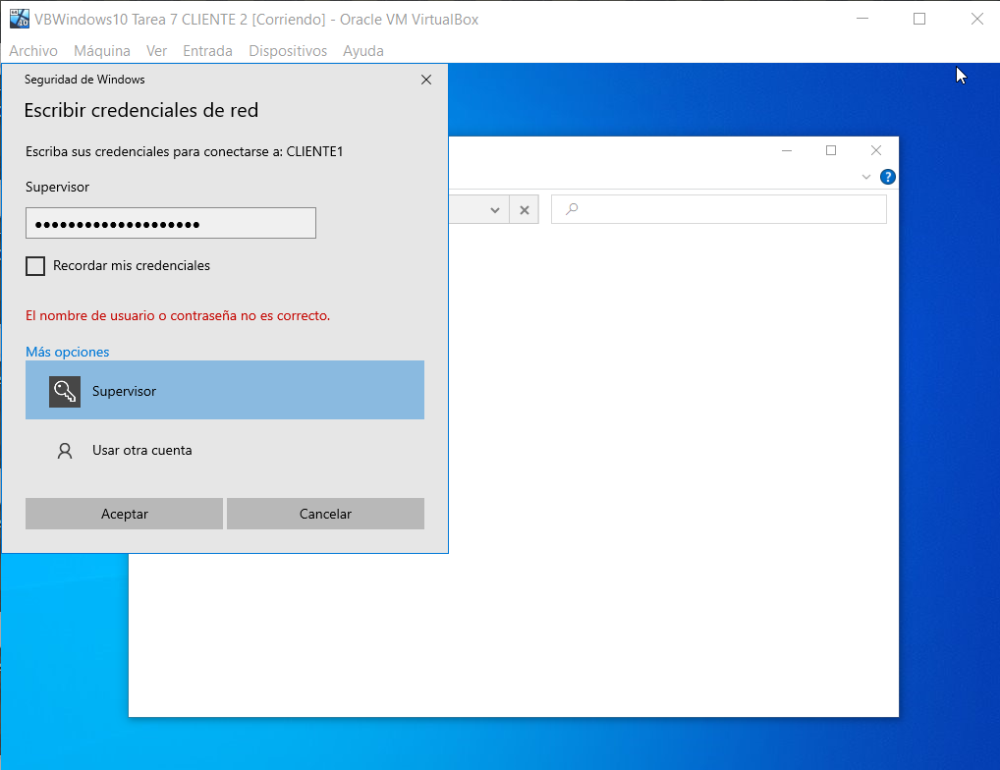 VBWindows10 Tarea 7 CLIENTE 2 [Corriendo] - Oracle VM VirtualBox
Archivo Máquina Ver Entrada Dispositivos Ayuda
Seguridad de Windows
Escribir credenciales de red
Escriba sus credenciales para conectarse a: CLIENTE1
Supervisor
Recordar mis credenciales
El nombre de usuario o contraseña no es correcto.
Más opciones
Supervisor
Usar otra cuenta
Aceptar Cancelar